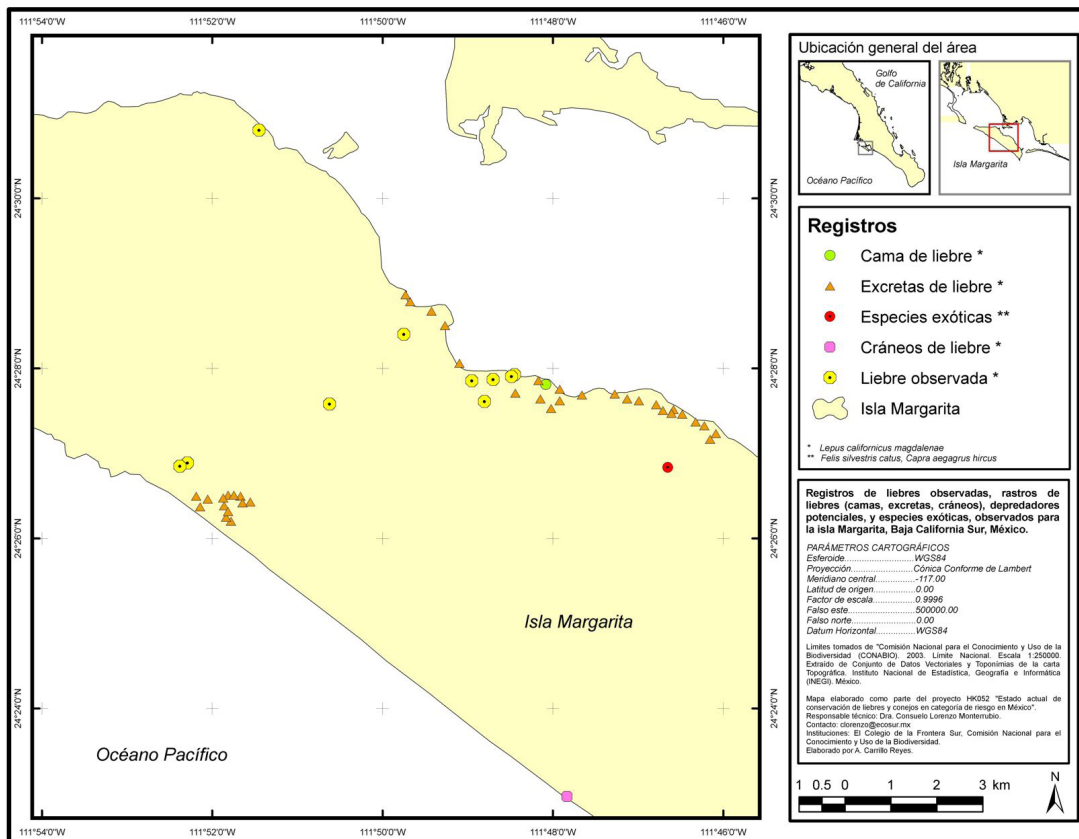 111°54'0"W
111°52'0"W
111°50'0"W
111°48'0"W
111°46'0"W
24°30'0"N
24°28'0"N
24°26'0"N
24°24'0"N
24°30'0"N
24°28'0"N
24°26'0"N
24°24'0"N
Isla Margarita
Océano Pacífico
111°54'0"W
111°52'0"W
111°50'0"W
111°48'0"W
111°46'0"W
Ubicación general del área
Golfo
de California
Océano Pacífico
Isla Margarita
Registros
Cama de liebre *
Excretas de liebre *
Especies exóticas **
Cráneos de liebre *
Liebre observada *
Isla Margarita
* Lepus californicus magdalenae
** Felis silvestris catus, Capra aegagrus hircus
Registros de liebres observadas, rastros de
liebres (camas, excretas, cráneos), depredadores
potenciales, y especies exóticas, observados para
la isla Margarita, Baja California Sur, México.
PARÁMETROS CARTOGRÁFICOS
Esferoide......................WGS84
Proyección......................Cónica Conforme de Lambert
Meridiano central...............-117.00
Latitud de origen...............0.00
Factor de escala................0.9996
Falso este......................500000.00
Falso norte.....................0.00
Datum Horizontal................WGS84
Límites tomados de "Comisión Nacional para el Conocimiento y Uso de la
Biodiversidad (CONABIO). 2003. Límite Nacional. Escala 1:250000.
Extraído de Conjunto de Datos Vectoriales y Toponimias de la carta
Topográfica. Instituto Nacional de Estadística, Geografía e Informática
(INEGI). México.
Mapa elaborado como parte del proyecto HK052 "Estado actual de
conservación de liebres y conejos en categoría de riesgo en México".
Responsable técnico: Dra. Consuelo Lorenzo Monterrubio.
Contacto: clorenzo@ecosur.mx
Instituciones: El Colegio de la Frontera Sur, Comisión Nacional para el
Conocimiento y Uso de la Biodiversidad.
Elaborado por A. Carrillo Reyes.
1 0.5 0 1 2 3 km
N